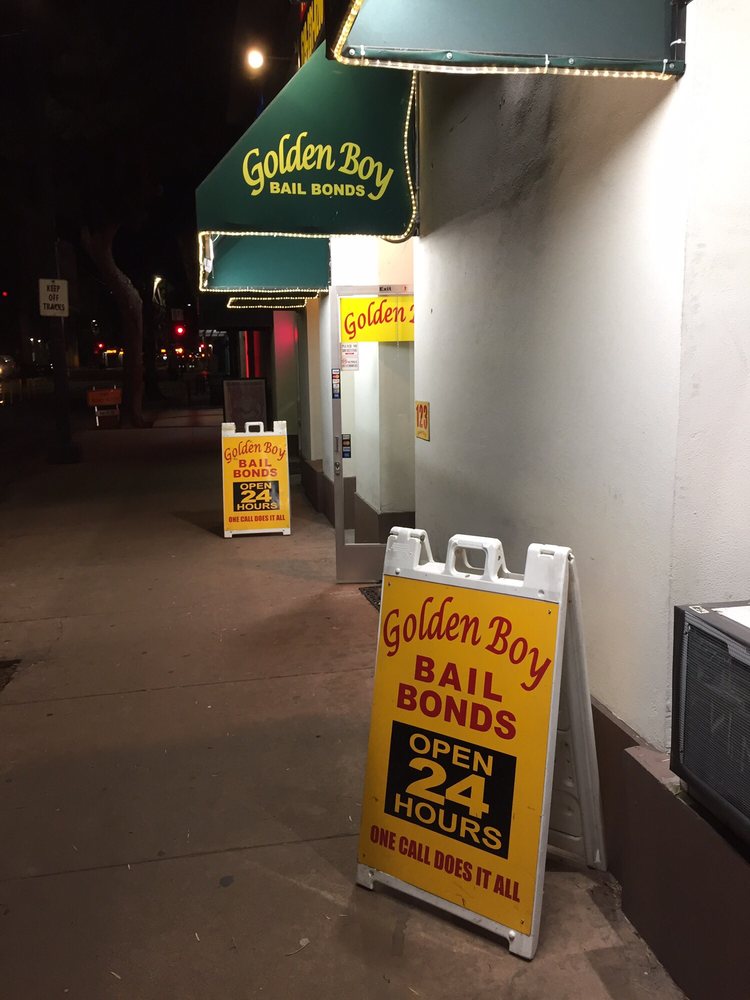 Golden Boy
BAIL BONDS
KEEP
OFF
TRACKS
Golden
123
Golden Boy
BAIL
BONDS
OPEN
24
HOURS
ONE CALL DOES IT ALL
Golden Boy
BAIL
BONDS
OPEN
24
HOURS
ONE CALL DOES IT ALL